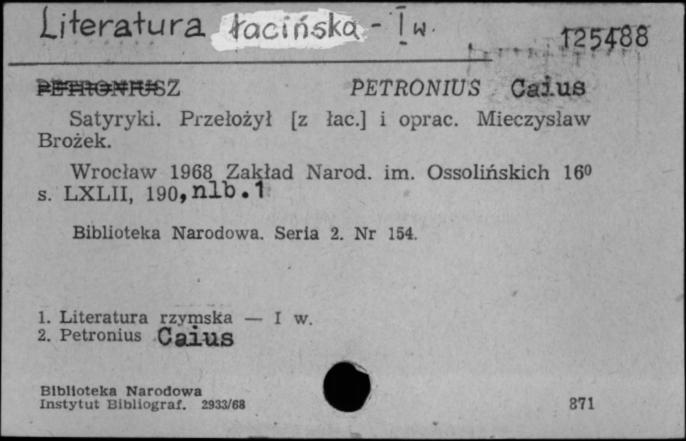 Literatura łacińska - I w.
125488
PETRONIUSZ PETRONIUS Caius
Satyryki. Przełożył [z łac.] i oprac. Mieczysław
Brożek.
Wrocław 1968 Zakład Narod. im. Ossolińskich 16⁰
s. LXLII, 190, nlb. 1
Biblioteka Narodowa. Seria 2. Nr 154.
1. Literatura rzymska — I w.
2. Petronius Caius
Biblioteka Narodowa
Instytut Bibliograf. 2933/68
871